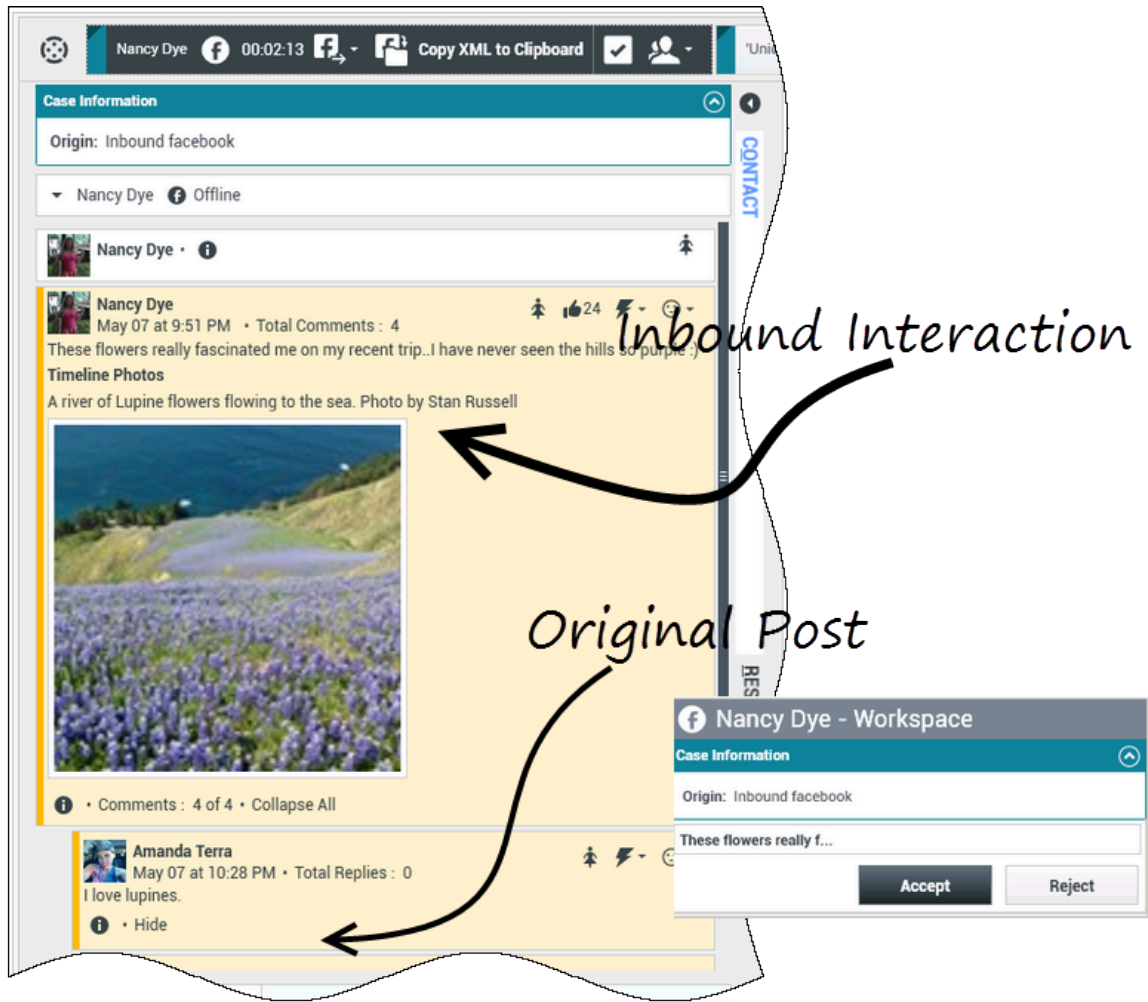 Nancy Dye 00:02:13 Copy XML to Clipboard
Case Information
Origin: Inbound facebook
CONTACT
Nancy Dye Offline
Nancy Dye •
Nancy Dye 24
May 07 at 9:51 PM • Total Comments : 4
Inbound Interaction
These flowers really fascinated me on my recent trip..I have never seen the hills so purple :)
Timeline Photos
A river of Lupine flowers flowing to the sea. Photo by Stan Russell
Original Post
• Comments : 4 of 4 • Collapse All
Amanda Terra
May 07 at 10:28 PM • Total Replies : 0
I love lupines.
• Hide
Nancy Dye - Workspace
Case Information
Origin: Inbound facebook
These flowers really f...
Accept Reject